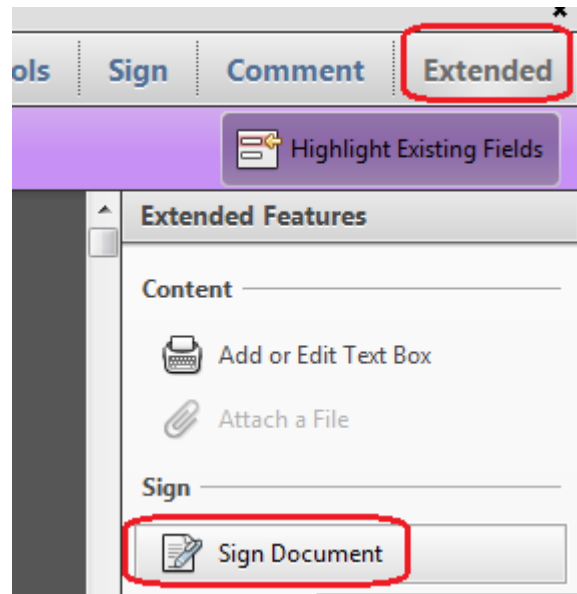 ols Sign Comment Extended
Highlight Existing Fields
Extended Features
Content
Add or Edit Text Box
Attach a File
Sign
Sign Document